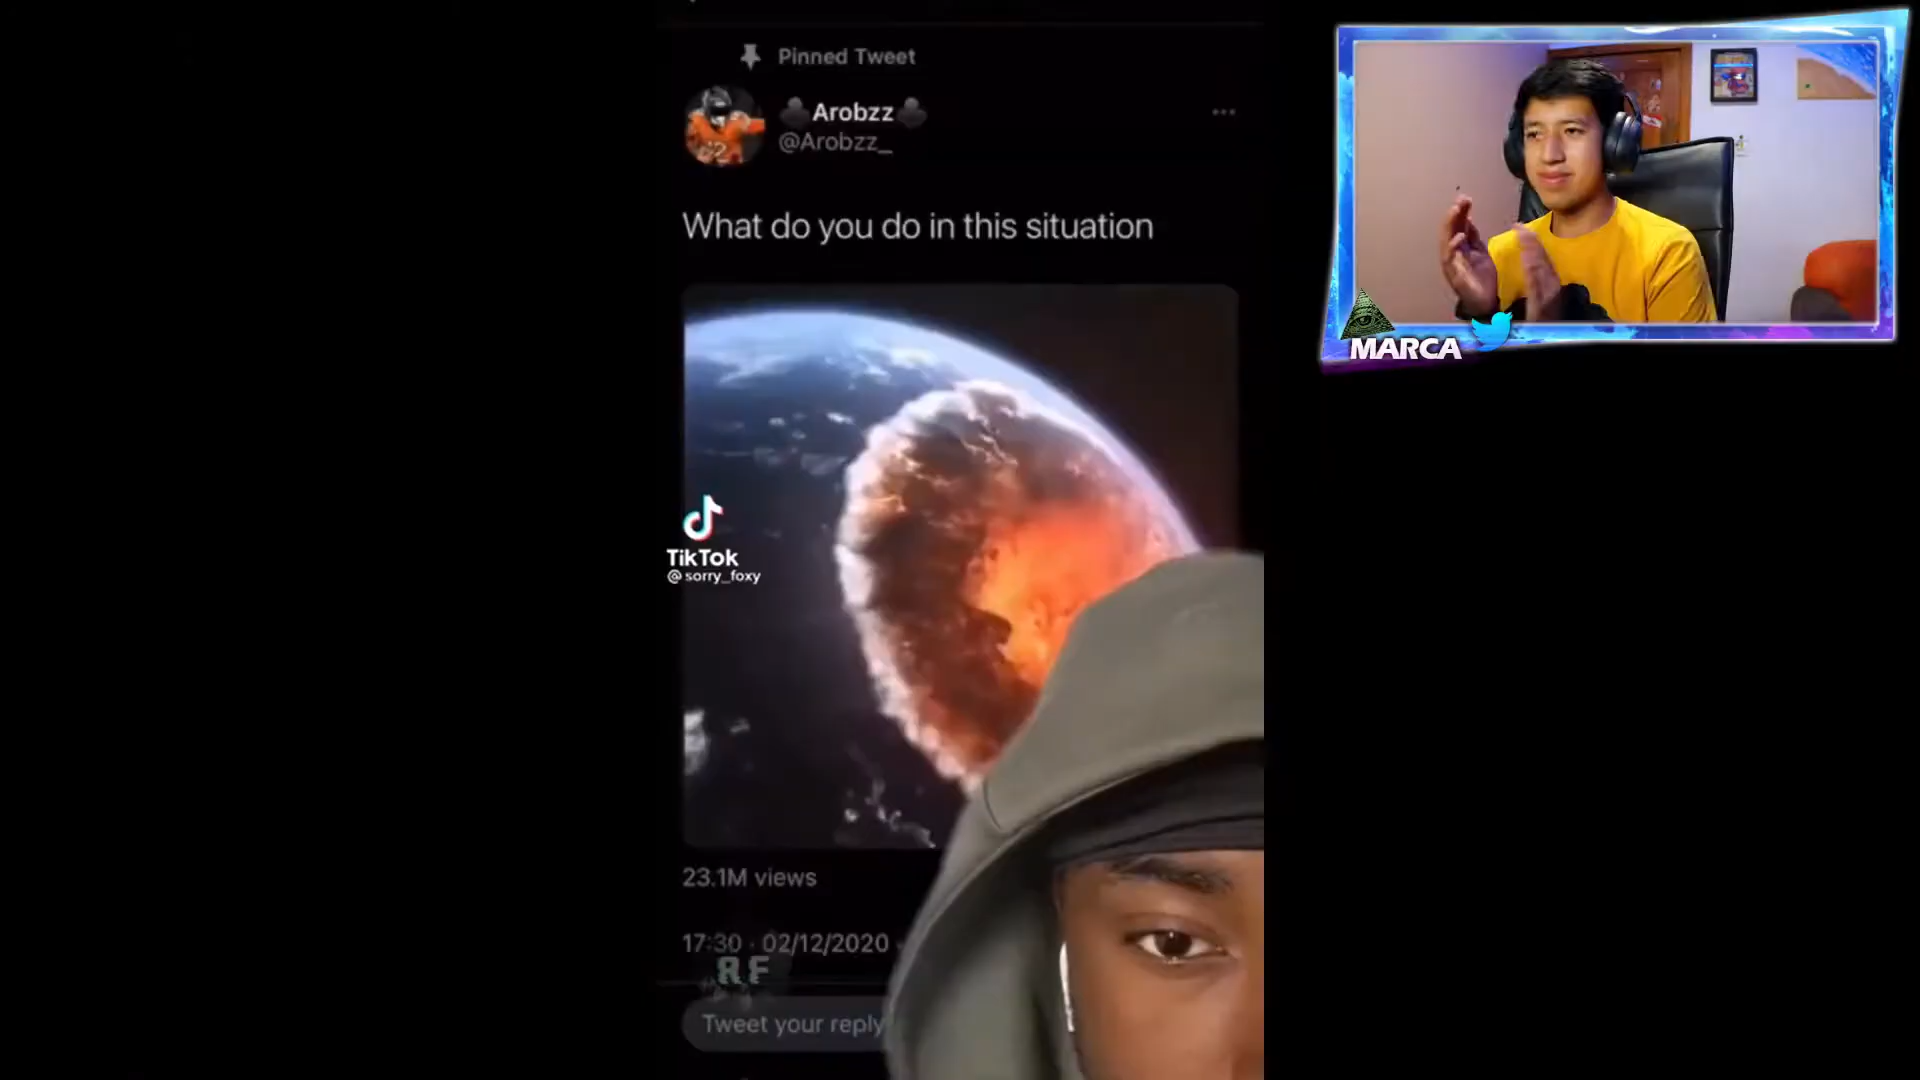 Pinned Tweet
Arobzz
@Arobzz_
What do you do in this situation
TikTok
@sorry_foxy
23.1M views
17:30 · 02/12/2020
RF
Tweet your reply
MARCA